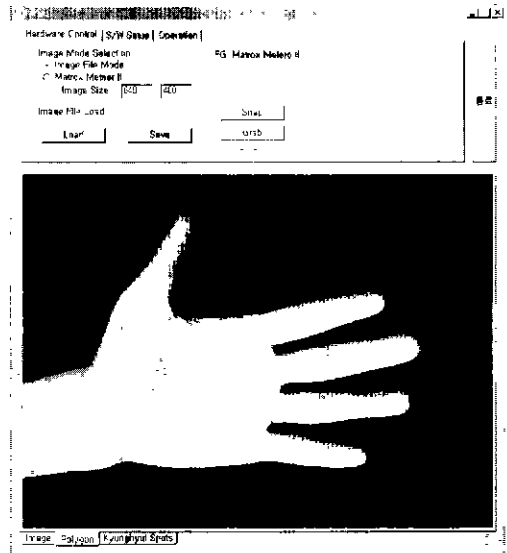 Hardware Control S/W Setup Operation
Image Mode Selection
Image File Mode
Matrox Meteor II
Image Size 640 480
FG Matrox Meteor II
Image File Load
Load Save
Snap
Grab
Image Polygon Kyunghyul Spots